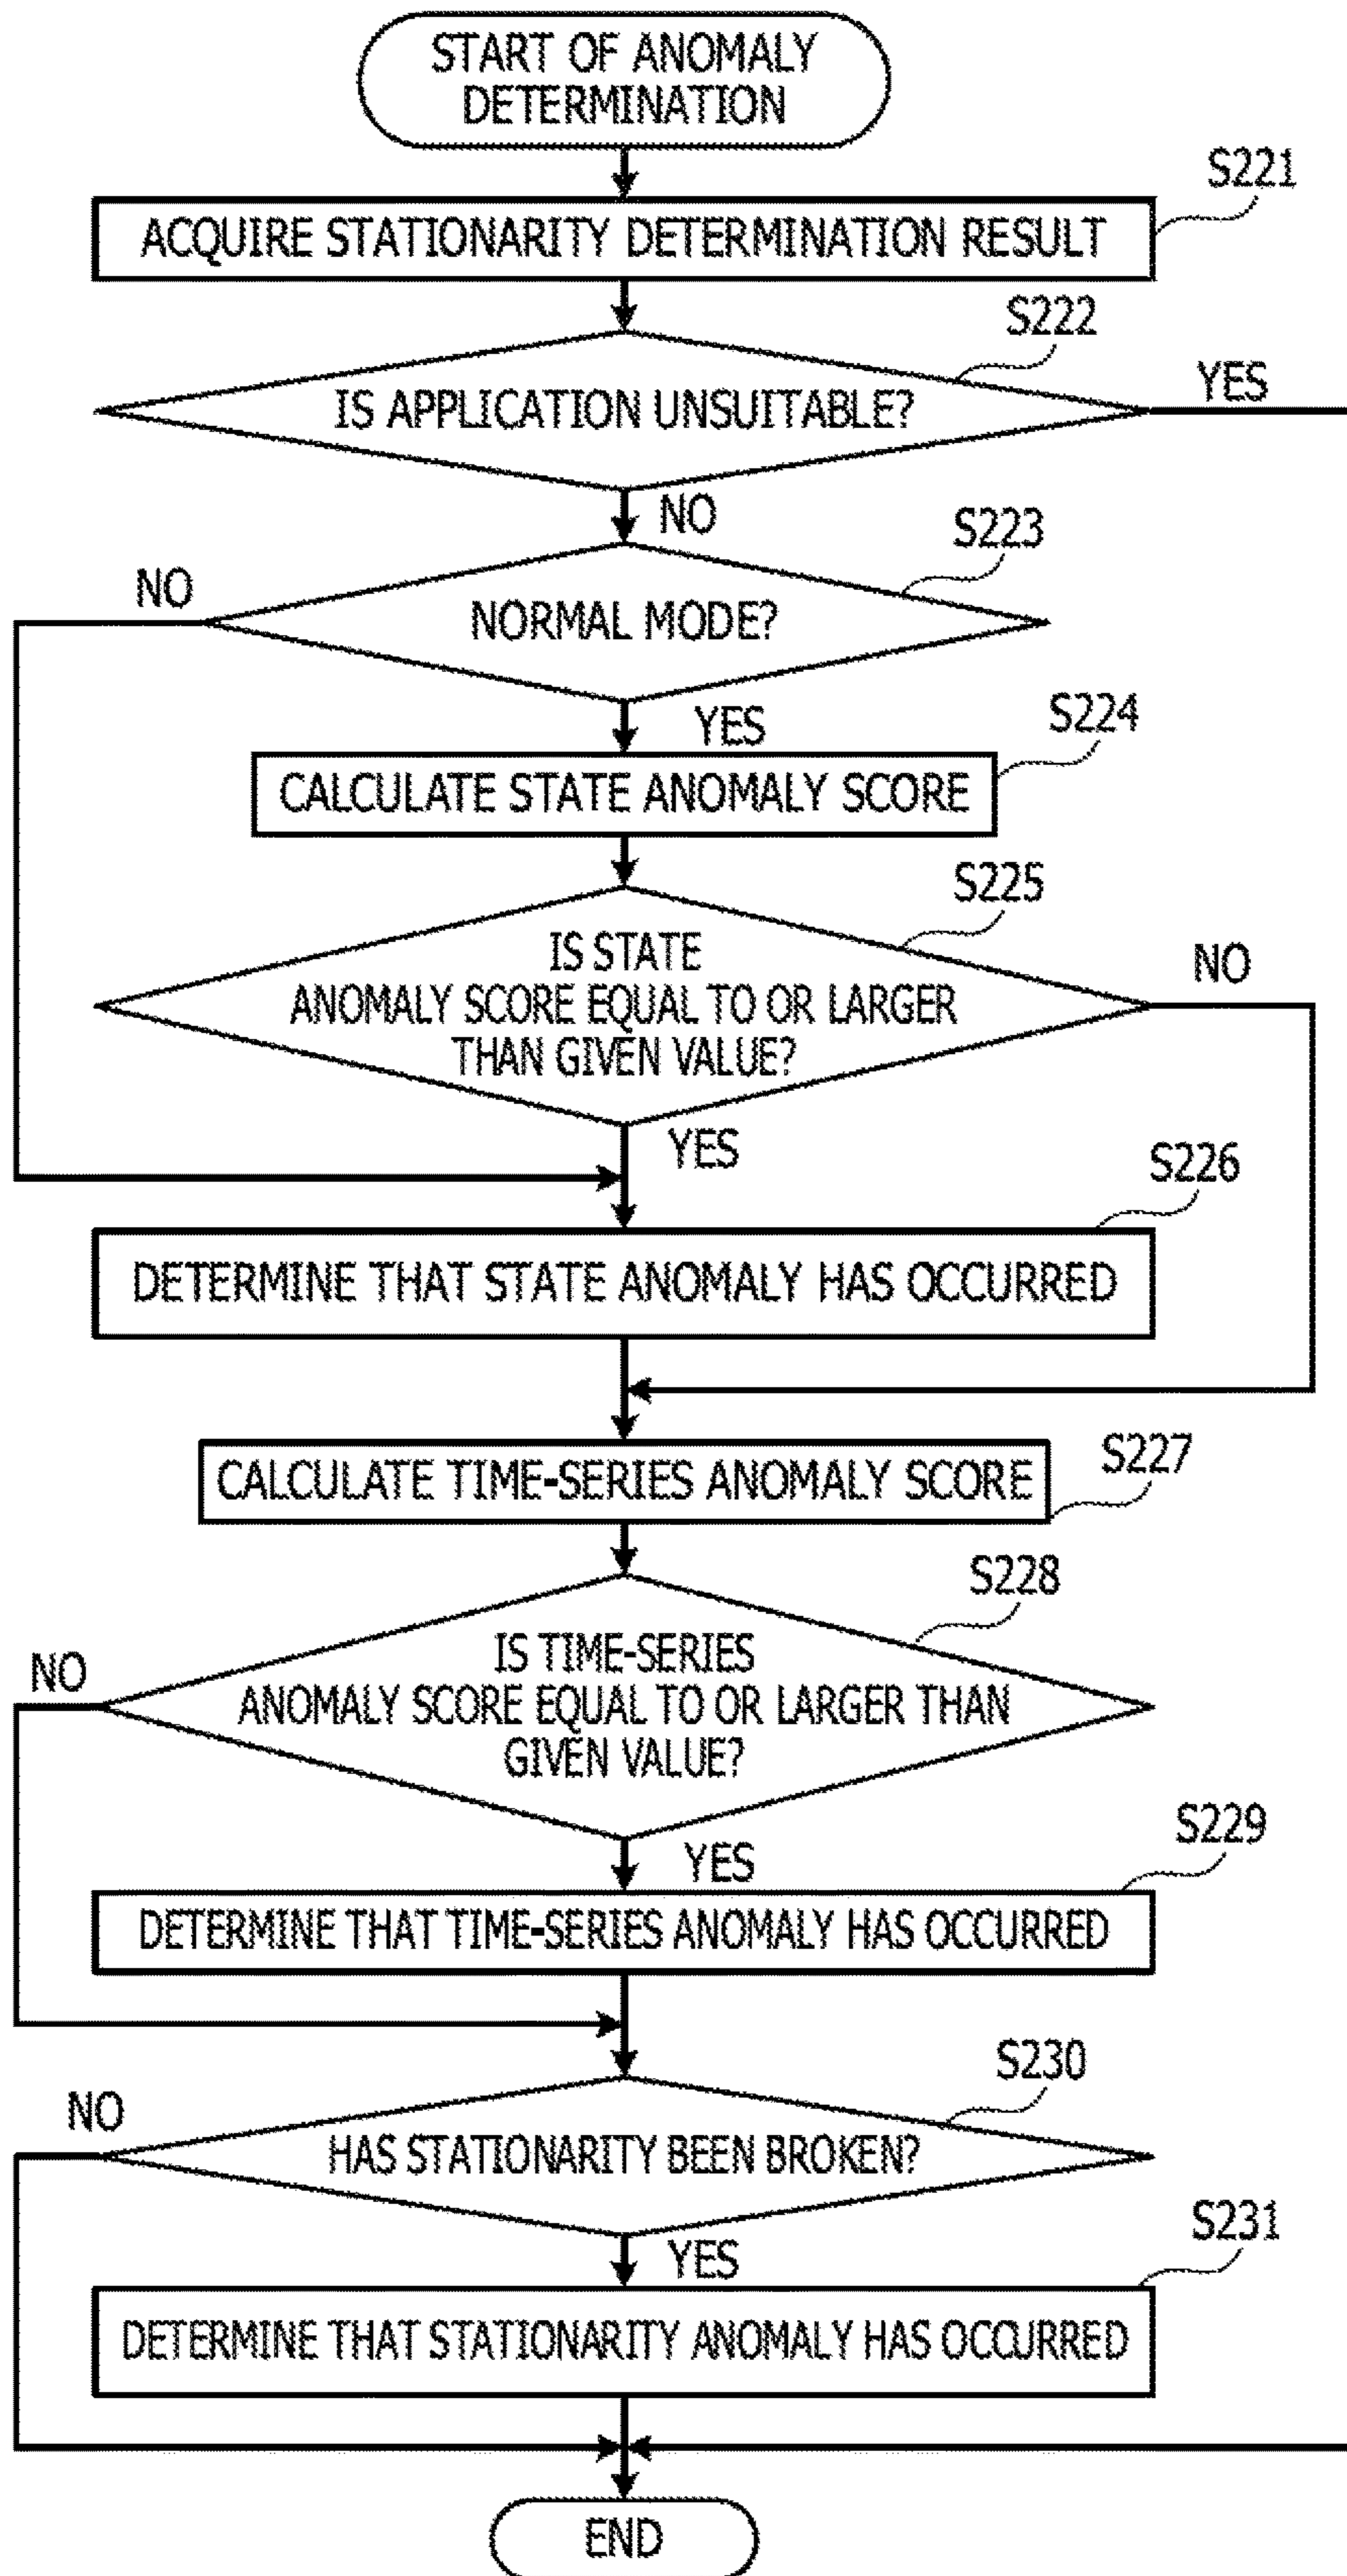 START OF ANOMALY
DETERMINATION
S221
ACQUIRE STATIONARITY DETERMINATION RESULT
S222
IS APPLICATION UNSUITABLE?
YES
NO
S223
NO
NORMAL MODE?
YES
S224
CALCULATE STATE ANOMALY SCORE
S225
IS STATE
ANOMALY SCORE EQUAL TO OR LARGER
THAN GIVEN VALUE?
NO
YES
S226
DETERMINE THAT STATE ANOMALY HAS OCCURRED
S227
CALCULATE TIME-SERIES ANOMALY SCORE
S228
NO
IS TIME-SERIES
ANOMALY SCORE EQUAL TO OR LARGER THAN
GIVEN VALUE?
YES
S229
DETERMINE THAT TIME-SERIES ANOMALY HAS OCCURRED
S230
NO
HAS STATIONARITY BEEN BROKEN?
YES
S231
DETERMINE THAT STATIONARITY ANOMALY HAS OCCURRED
END